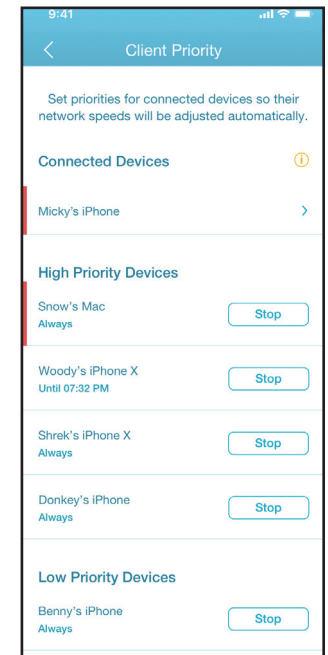 9:41
Client Priority
Set priorities for connected devices so their
network speeds will be adjusted automatically.
Connected Devices
Micky's iPhone
High Priority Devices
Snow's Mac
Always
Stop
Woody's iPhone X
Until 07:32 PM
Stop
Shrek's iPhone X
Always
Stop
Donkey's iPhone
Always
Stop
Low Priority Devices
Benny's iPhone
Always
Stop